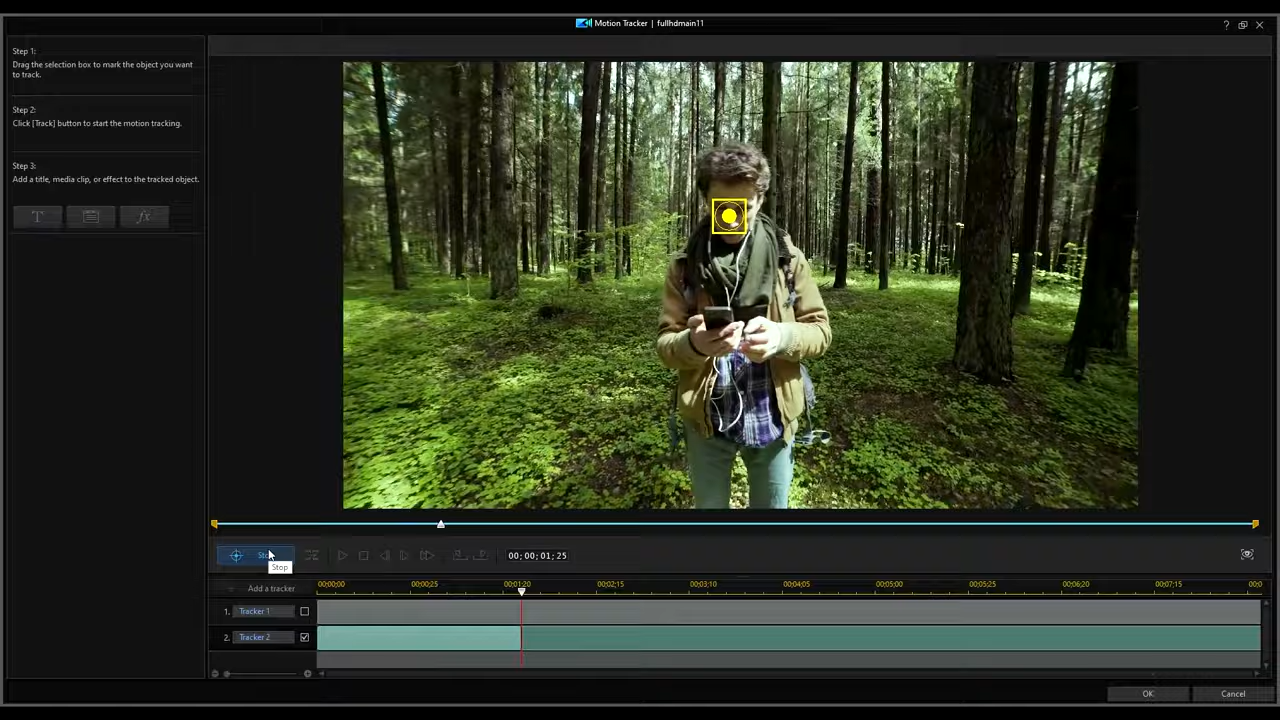 Motion Tracker | fullhdmain11
?
Step 1:
Drag the selection box to mark the object you want
to track.
Step 2:
Click [Track] button to start the motion tracking.
Step 3:
Add a title, media clip, or effect to the tracked object.
T
fx
Stop
00;00;01;25
Add a tracker
00;00;00 00;00;25 00;01;20 00;02;15 00;03;10 00;04;05 00;05;00 00;05;25 00;06;20 00;07;15 00;0
1. Tracker 1
2. Tracker 2
OK Cancel